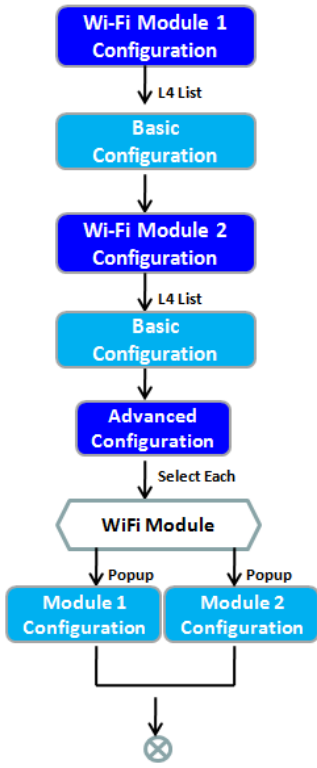 Wi-Fi Module 1
Configuration
L4 List
Basic
Configuration
Wi-Fi Module 2
Configuration
L4 List
Basic
Configuration
Advanced
Configuration
Select Each
WiFi Module
Popup
Popup
Module 1
Configuration
Module 2
Configuration